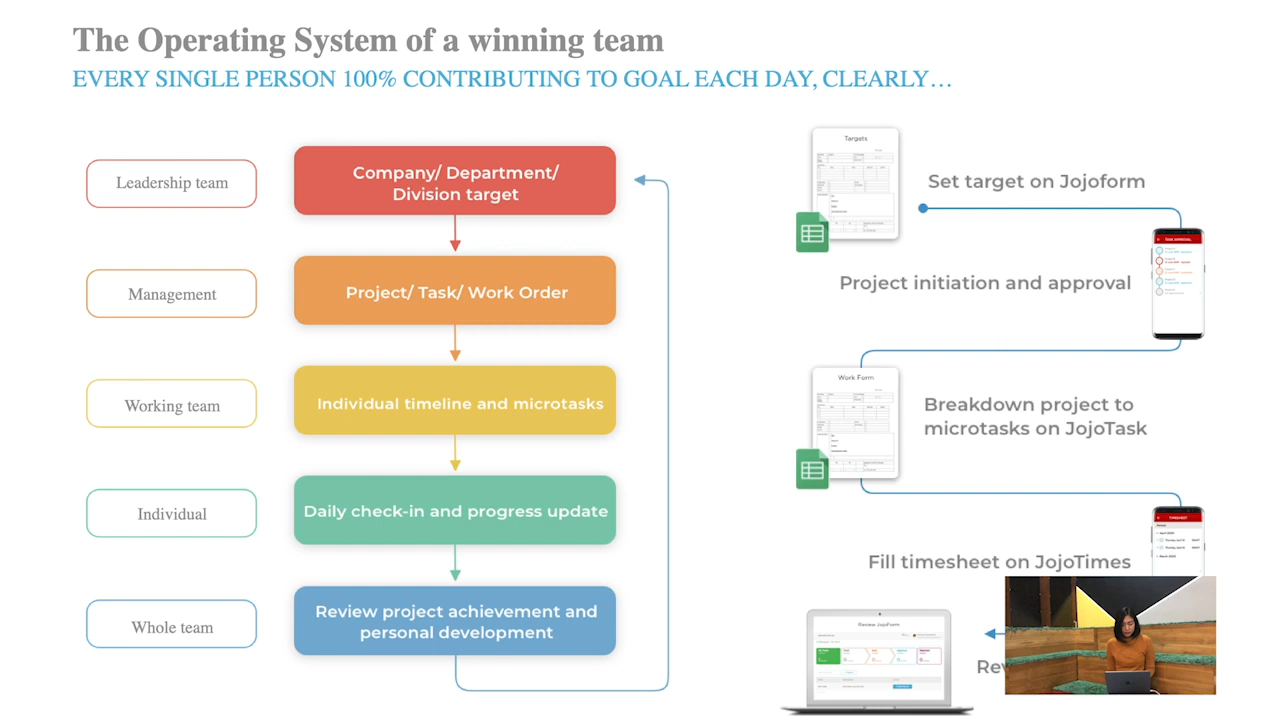 The Operating System of a winning team
EVERY SINGLE PERSON 100% CONTRIBUTING TO GOAL EACH DAY, CLEARLY…
Leadership team
Company/ Department/
Division target
Management
Project/ Task/ Work Order
Working team
Individual timeline and microtasks
Individual
Daily check-in and progress update
Whole team
Review project achievement and
personal development
Targets
Set target on Jojoform
TASK APPROVAL
Project initiation and approval
Work Form
Breakdown project to
microtasks on JojoTask
TIMESHEET
Fill timesheet on JojoTimes
Review JojoForm